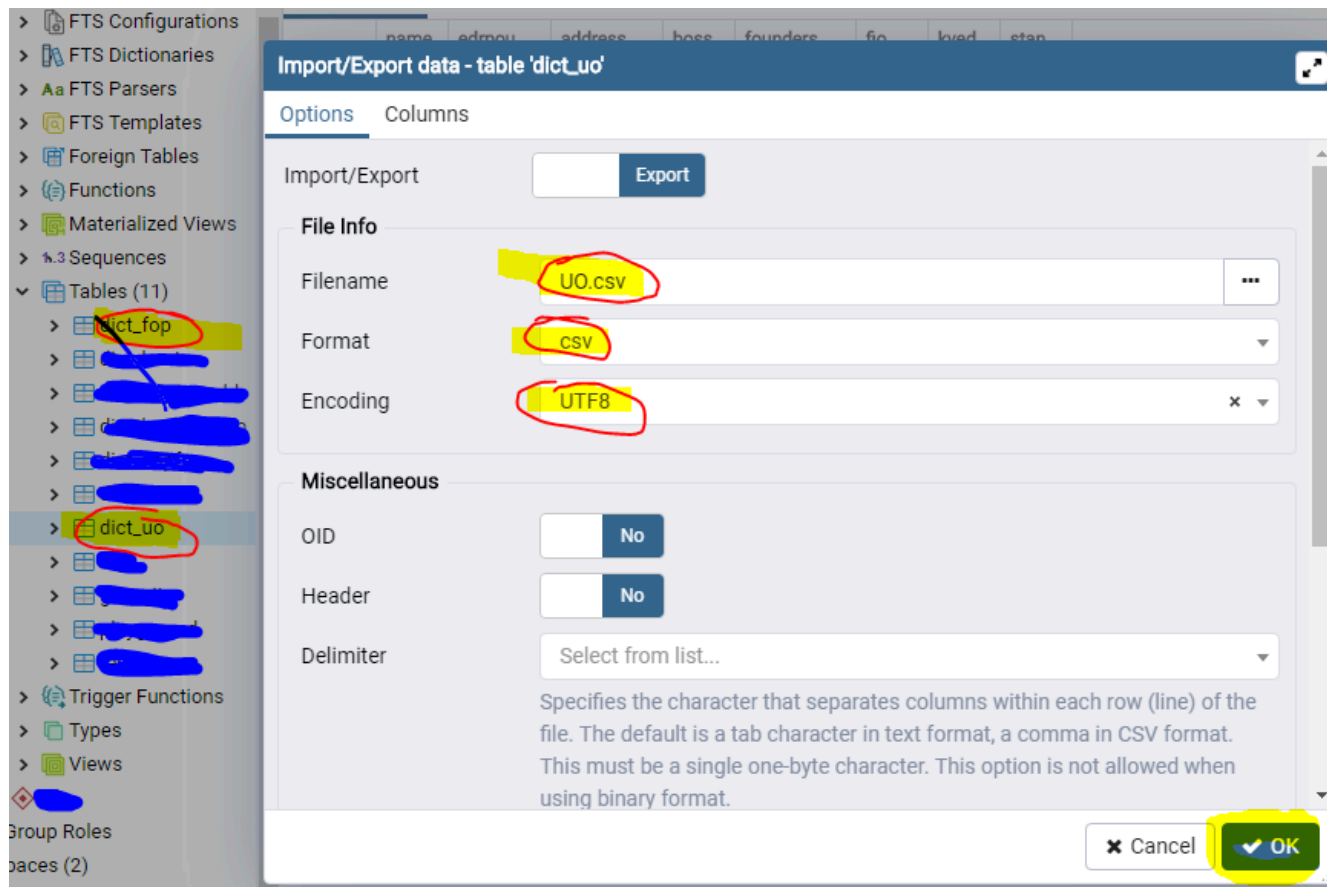 FTS Configurations
FTS Dictionaries
Aa FTS Parsers
FTS Templates
Foreign Tables
Functions
Materialized Views
1..3 Sequences
Tables (11)
dict_fop
dict_uo
Trigger Functions
Types
Views
Group Roles
paces (2)
name edrpou address boss founders fio kved stan
Import/Export data - table 'dict_uo'
Options Columns
Import/Export Export
File Info
Filename UO.csv ...
Format csv
Encoding UTF8 ×
Miscellaneous
OID No
Header No
Delimiter Select from list...
Specifies the character that separates columns within each row (line) of the
file. The default is a tab character in text format, a comma in CSV format.
This must be a single one-byte character. This option is not allowed when
using binary format.
Cancel OK